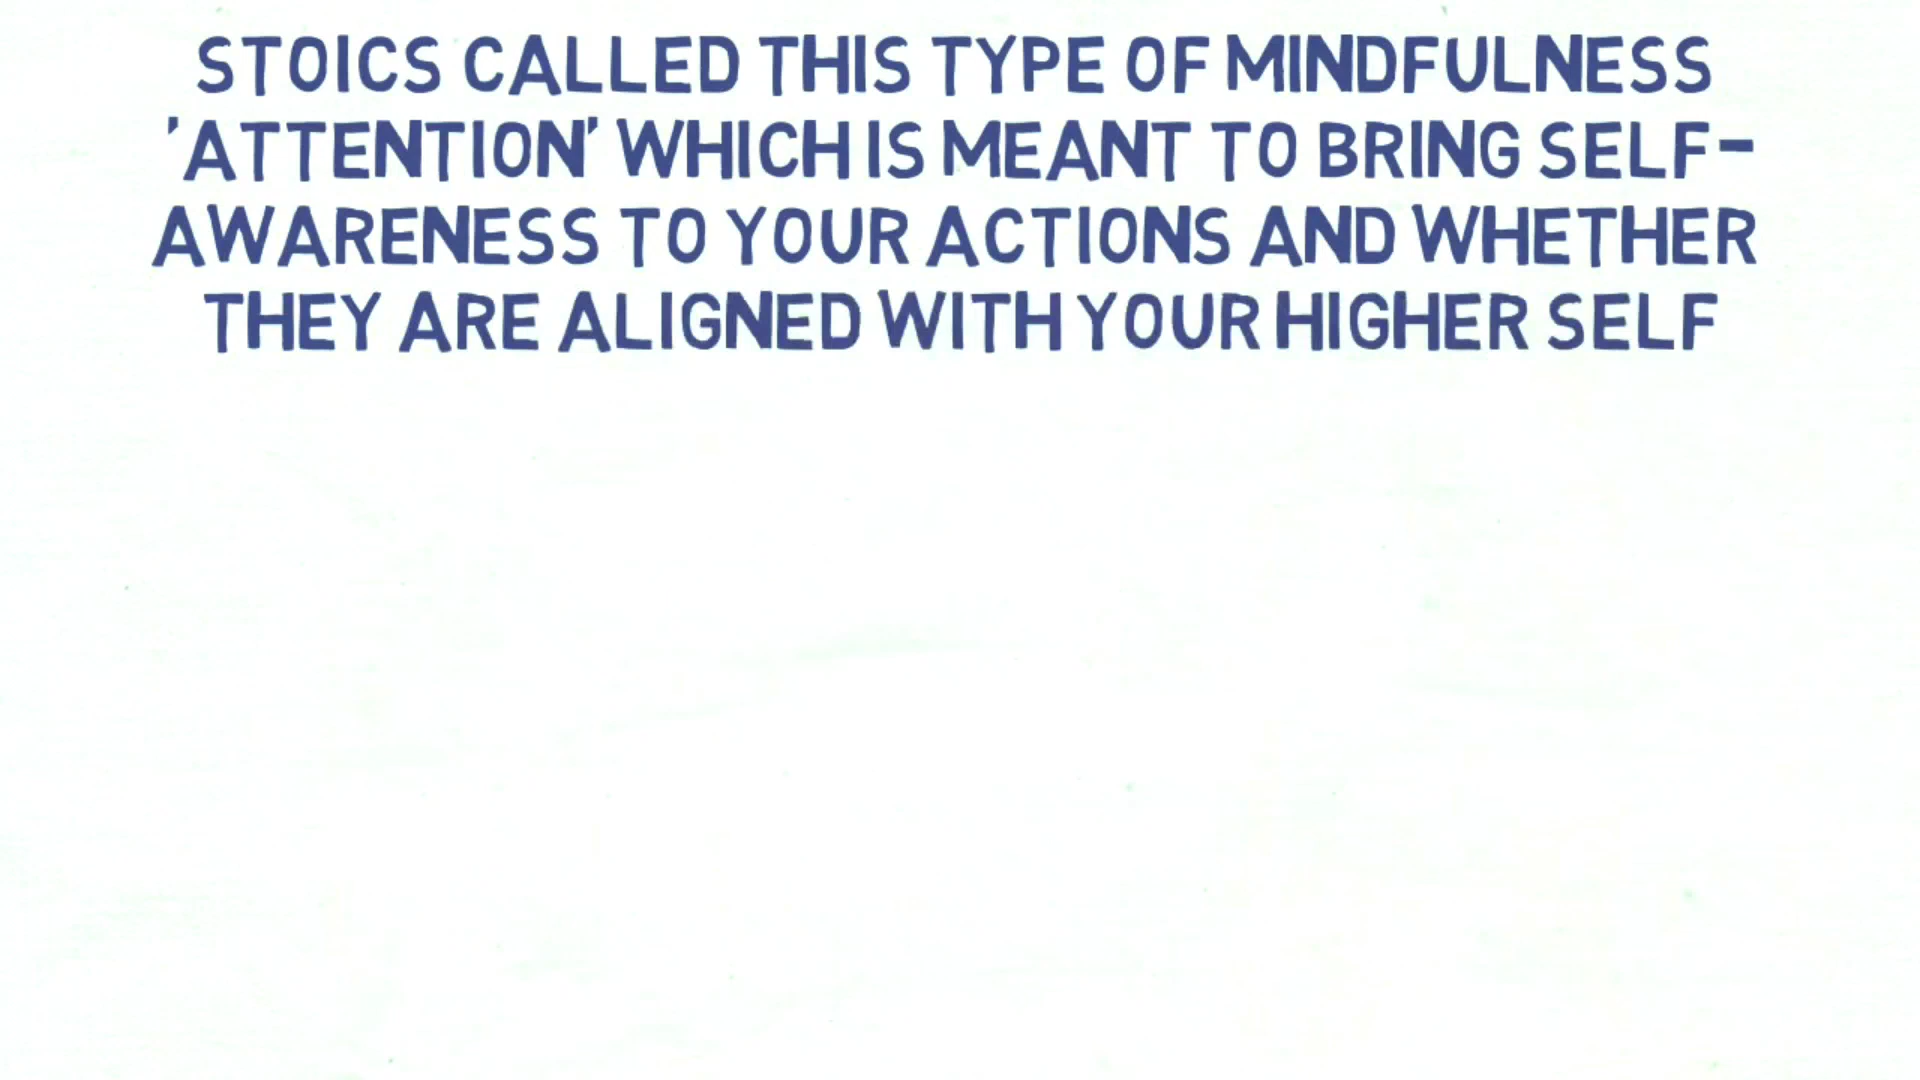 STOICS CALLED THIS TYPE OF MINDFULNESS
'ATTENTION' WHICH IS MEANT TO BRING SELF-
AWARENESS TO YOUR ACTIONS AND WHETHER
THEY ARE ALIGNED WITH YOUR HIGHER SELF